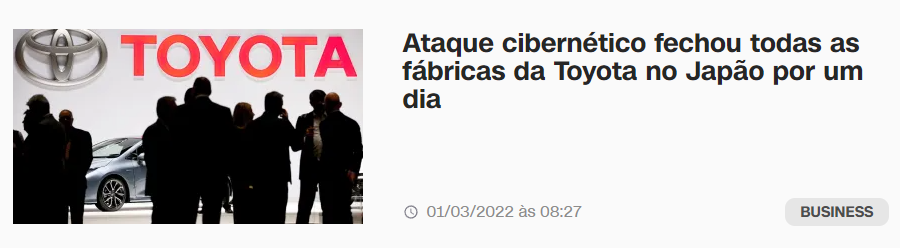 TOYOTA
Ataque cibernético fechou todas as
fábricas da Toyota no Japão por um
dia
01/03/2022 às 08:27
BUSINESS